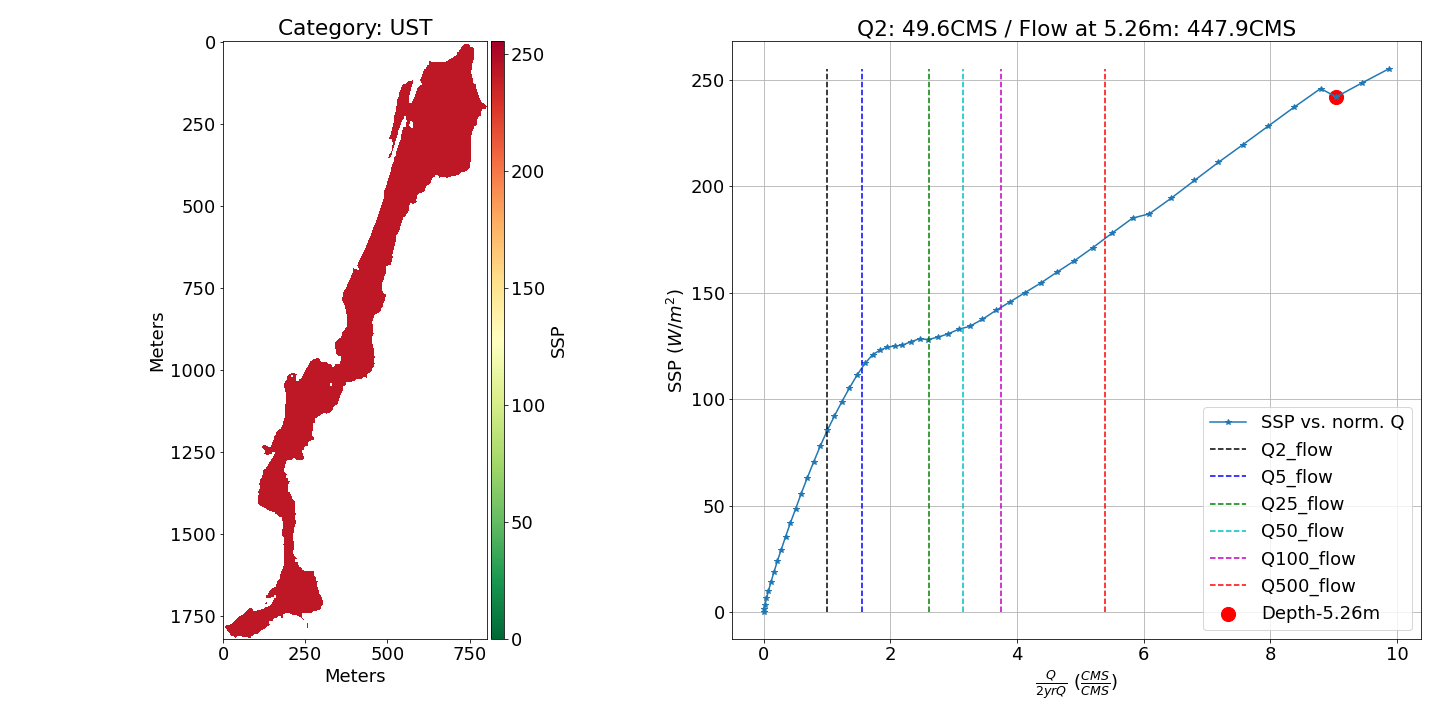 Category: UST
0
250
500
750
1000
1250
1500
1750
Meters
0
250
500
750
Meters
250
200
150
100
50
0
SSP
Q2: 49.6CMS / Flow at 5.26m: 447.9CMS
250
200
150
100
50
0
SSP (W/m²)
0
2
4
6
8
10
Q/2yrQ (CMS/CMS)
SSP vs. norm. Q
Q2_flow
Q5_flow
Q25_flow
Q50_flow
Q100_flow
Q500_flow
Depth-5.26m